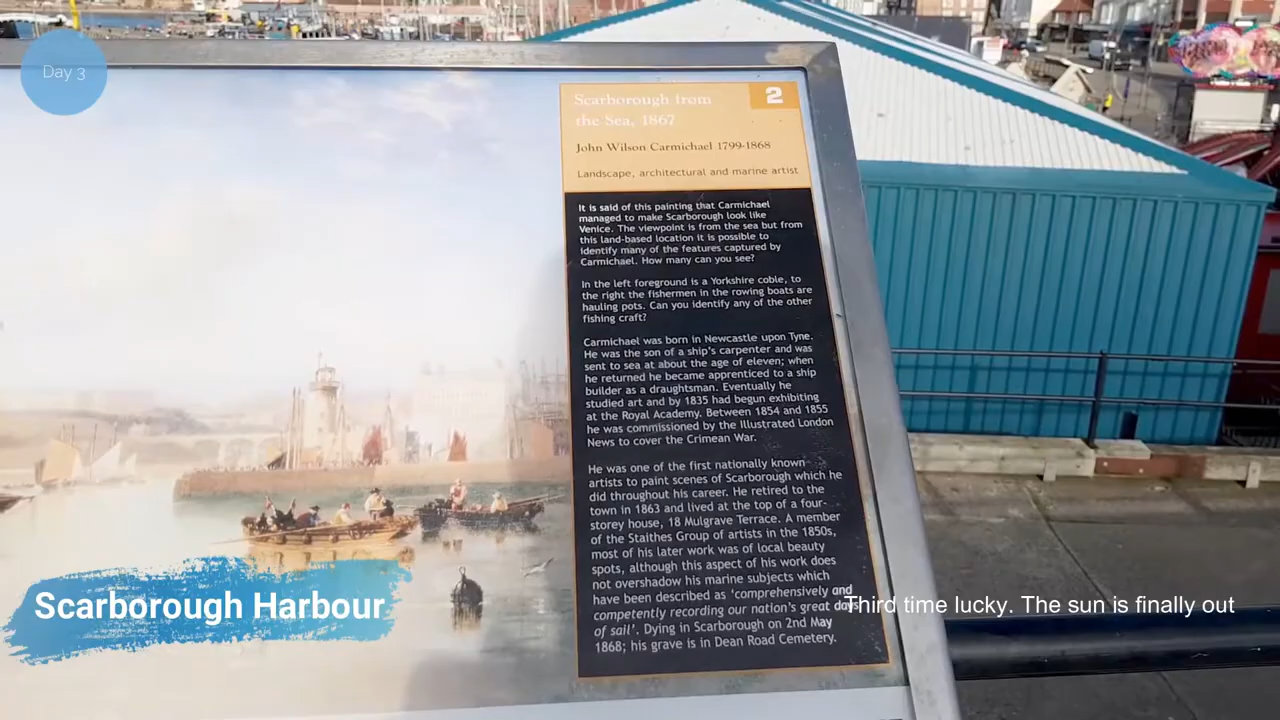 Day 3
Scarborough from
the Sea, 1867
2
John Wilson Carmichael 1799-1868
Landscape, architectural and marine artist
It is said of this painting that Carmichael
managed to make Scarborough look like
Venice. The viewpoint is from the sea but from
this land-based location it is possible to
identify many of the features captured by
Carmichael. How many can you see?
In the left foreground is a Yorkshire coble, to
the right the fishermen in the rowing boats are
hauling pots. Can you identify any of the other
fishing craft?
Carmichael was born in Newcastle upon Tyne.
He was the son of a ship's carpenter and was
sent to sea at about the age of eleven; when
he returned he became apprenticed to a ship
builder as a draughtsman. Eventually he
studied art and by 1835 had begun exhibiting
at the Royal Academy. Between 1854 and 1855
he was commissioned by the Illustrated London
News to cover the Crimean War.
He was one of the first nationally known
artists to paint scenes of Scarborough which he
did throughout his career. He retired to the
town in 1863 and lived at the top of a four-
storey house, 18 Mulgrave Terrace. A member
of the Staithes Group of artists in the 1850s,
most of his later work was of local beauty
spots, although this aspect of his work does
not overshadow his marine subjects which
have been described as 'comprehensively and
competently recording our nation's great days
of sail'. Dying in Scarborough on 2nd May
1868; his grave is in Dean Road Cemetery.
Scarborough Harbour
Third time lucky. The sun is finally out